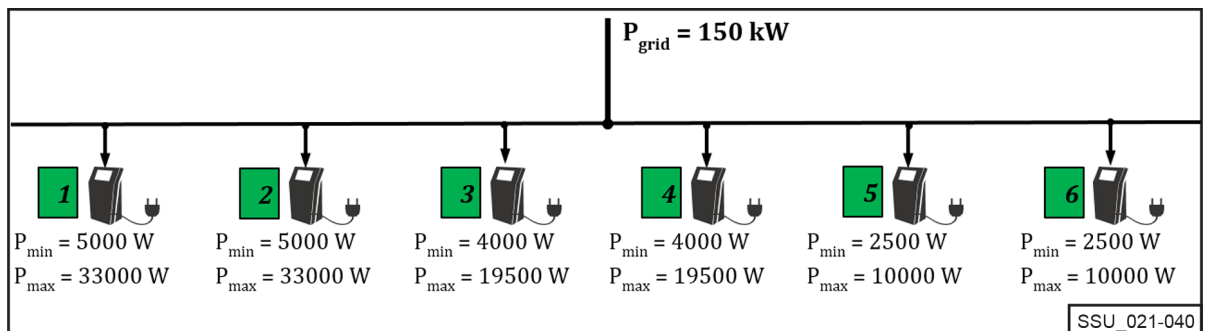 P_grid = 150 kW
1 2 3 4 5 6
P_min = 5000 W P_min = 5000 W P_min = 4000 W P_min = 4000 W P_min = 2500 W P_min = 2500 W
P_max = 33000 W P_max = 33000 W P_max = 19500 W P_max = 19500 W P_max = 10000 W P_max = 10000 W
SSU_021-040